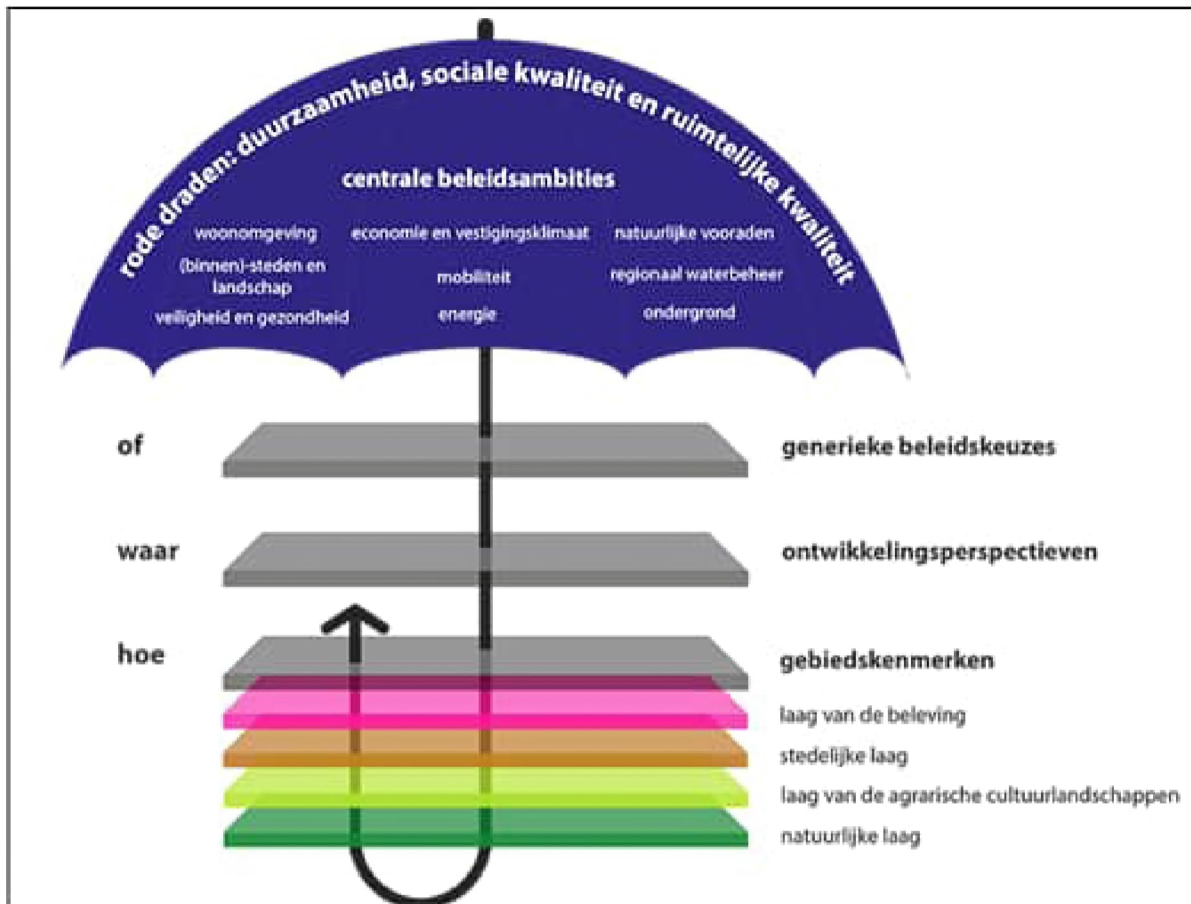 rode draden: duurzaamheid, sociale kwaliteit en ruimtelijke kwaliteit
centrale beleidsambities
woonomgeving
economie en vestigingsklimaat
natuurlijke vooraden
(binnen)-steden en
landschap
mobiliteit
regionaal waterbeheer
veiligheid en gezondheid
energie
ondergrond
of
generieke beleidskeuzes
waar
ontwikkelingsperspectieven
hoe
gebiedskenmerken
laag van de beleving
stedelijke laag
laag van de agrarische cultuurlandschappen
natuurlijke laag